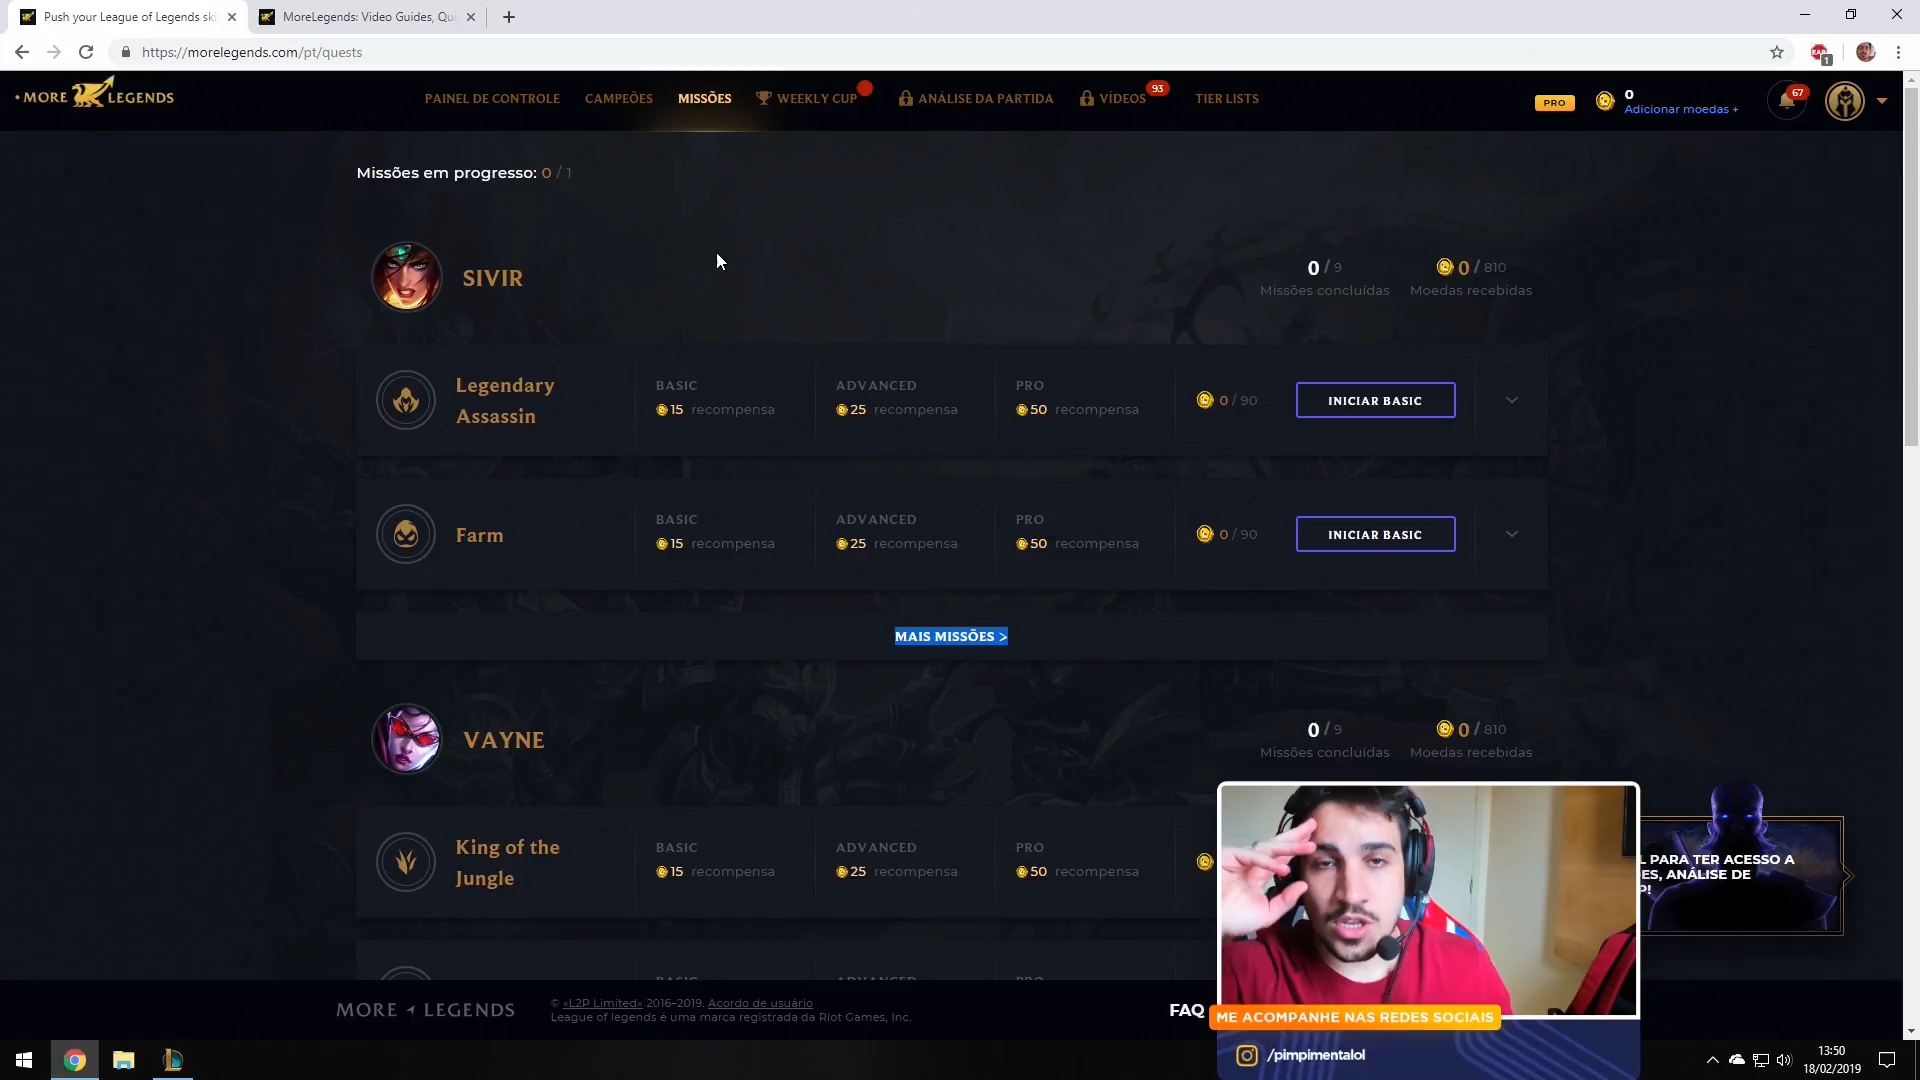 Push your League of Legends ski
MoreLegends: Video Guides, Que
https://morelegends.com/pt/quests
1
MORE LEGENDS
PAINEL DE CONTROLE
CAMPEÕES
MISSÕES
WEEKLY CUP
ANÁLISE DA PARTIDA
VÍDEOS
93
TIER LISTS
PRO
0
Adicionar moedas +
67
Missões em progresso: 0 / 1
SIVIR
0 / 9
Missões concluídas
0 / 810
Moedas recebidas
Legendary
Assassin
BASIC
15 recompensa
ADVANCED
25 recompensa
PRO
50 recompensa
0 / 90
INICIAR BASIC
Farm
BASIC
15 recompensa
ADVANCED
25 recompensa
PRO
50 recompensa
0 / 90
INICIAR BASIC
MAIS MISSÕES >
VAYNE
0 / 9
Missões concluídas
0 / 810
Moedas recebidas
King of the
Jungle
BASIC
15 recompensa
ADVANCED
25 recompensa
PRO
50 recompensa
L PARA TER ACESSO A
ES, ANÁLISE DE
P!
BASIC
ADVANCED
PRO
MORE LEGENDS
© «L2P Limited» 2016–2019. Acordo de usuário
League of legends é uma marca registrada da Riot Games, Inc.
FAQ
ME ACOMPANHE NAS REDES SOCIAIS
/pimpimentalol
13:50
18/02/2019